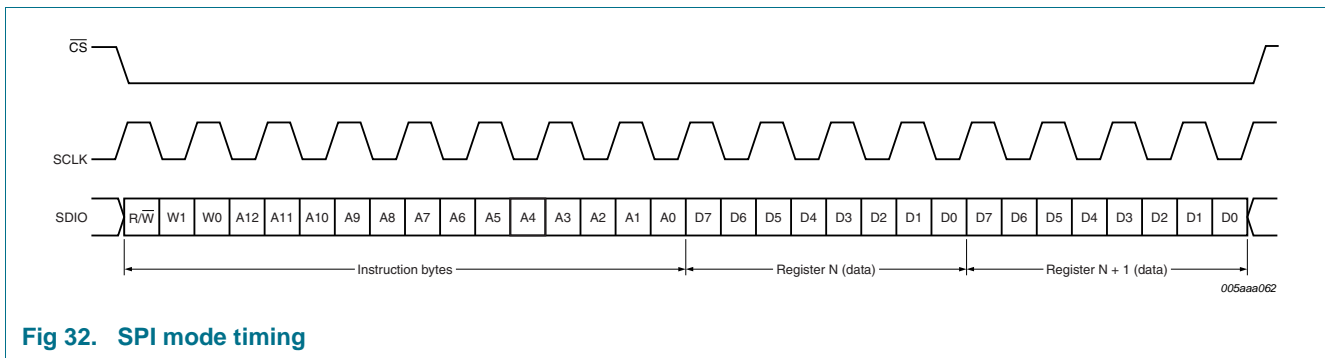 CS
SCLK
SDIO R/W W1 W0 A12 A11 A10 A9 A8 A7 A6 A5 A4 A3 A2 A1 A0 D7 D6 D5 D4 D3 D2 D1 D0 D7 D6 D5 D4 D3 D2 D1 D0
Instruction bytes Register N (data) Register N + 1 (data)
005aaa062
Fig 32. SPI mode timing